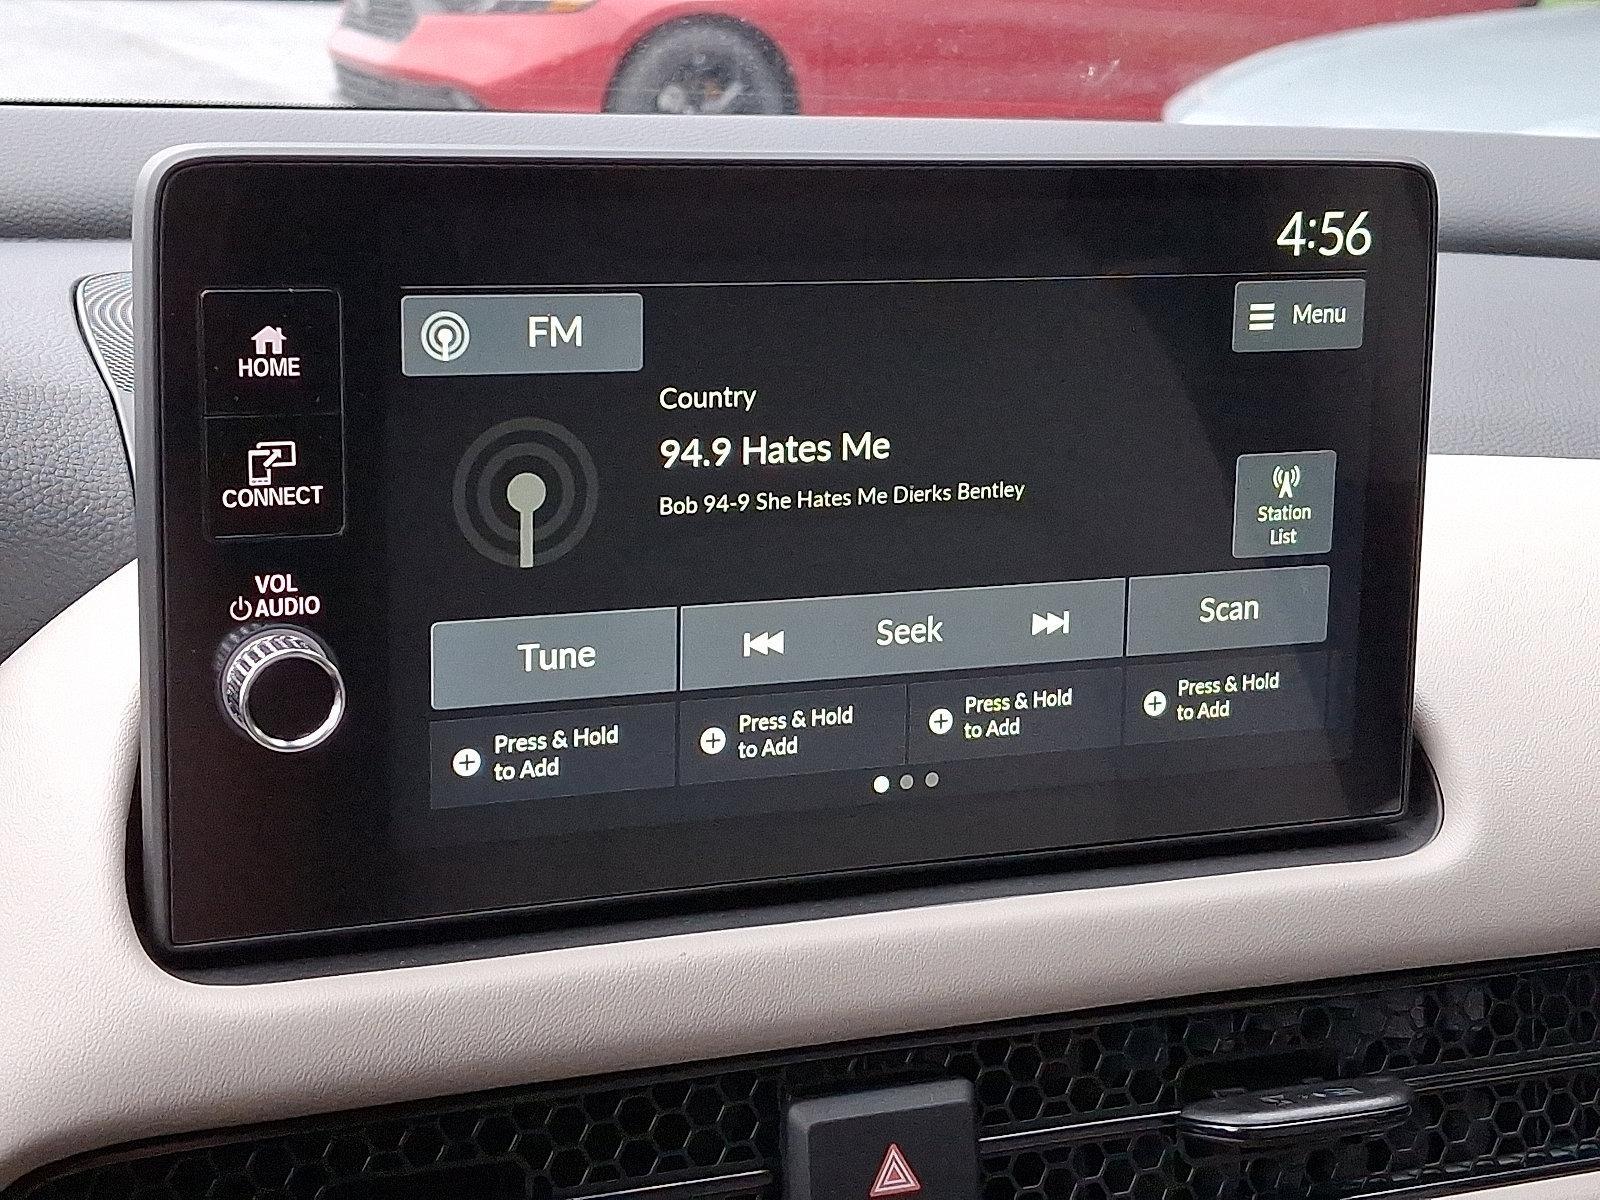 4:56
HOME
FM
Menu
Country
94.9 Hates Me
Bob 94-9 She Hates Me Dierks Bentley
CONNECT
Station
List
VOL
AUDIO
Tune
Seek
Scan
Press & Hold
to Add
Press & Hold
to Add
Press & Hold
to Add
Press & Hold
to Add